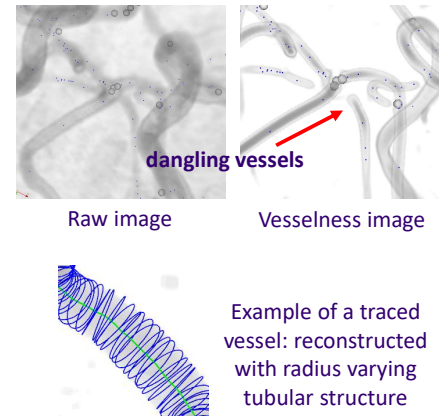 dangling vessels
Raw image
Vesselness image
Example of a traced
vessel: reconstructed
with radius varying
tubular structure